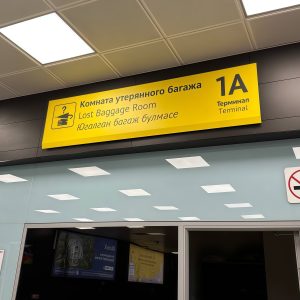 Комната утерянного багажа
Lost Baggage Room
Югалган багаж бүлмәсе
1A
Терминал
Terminal